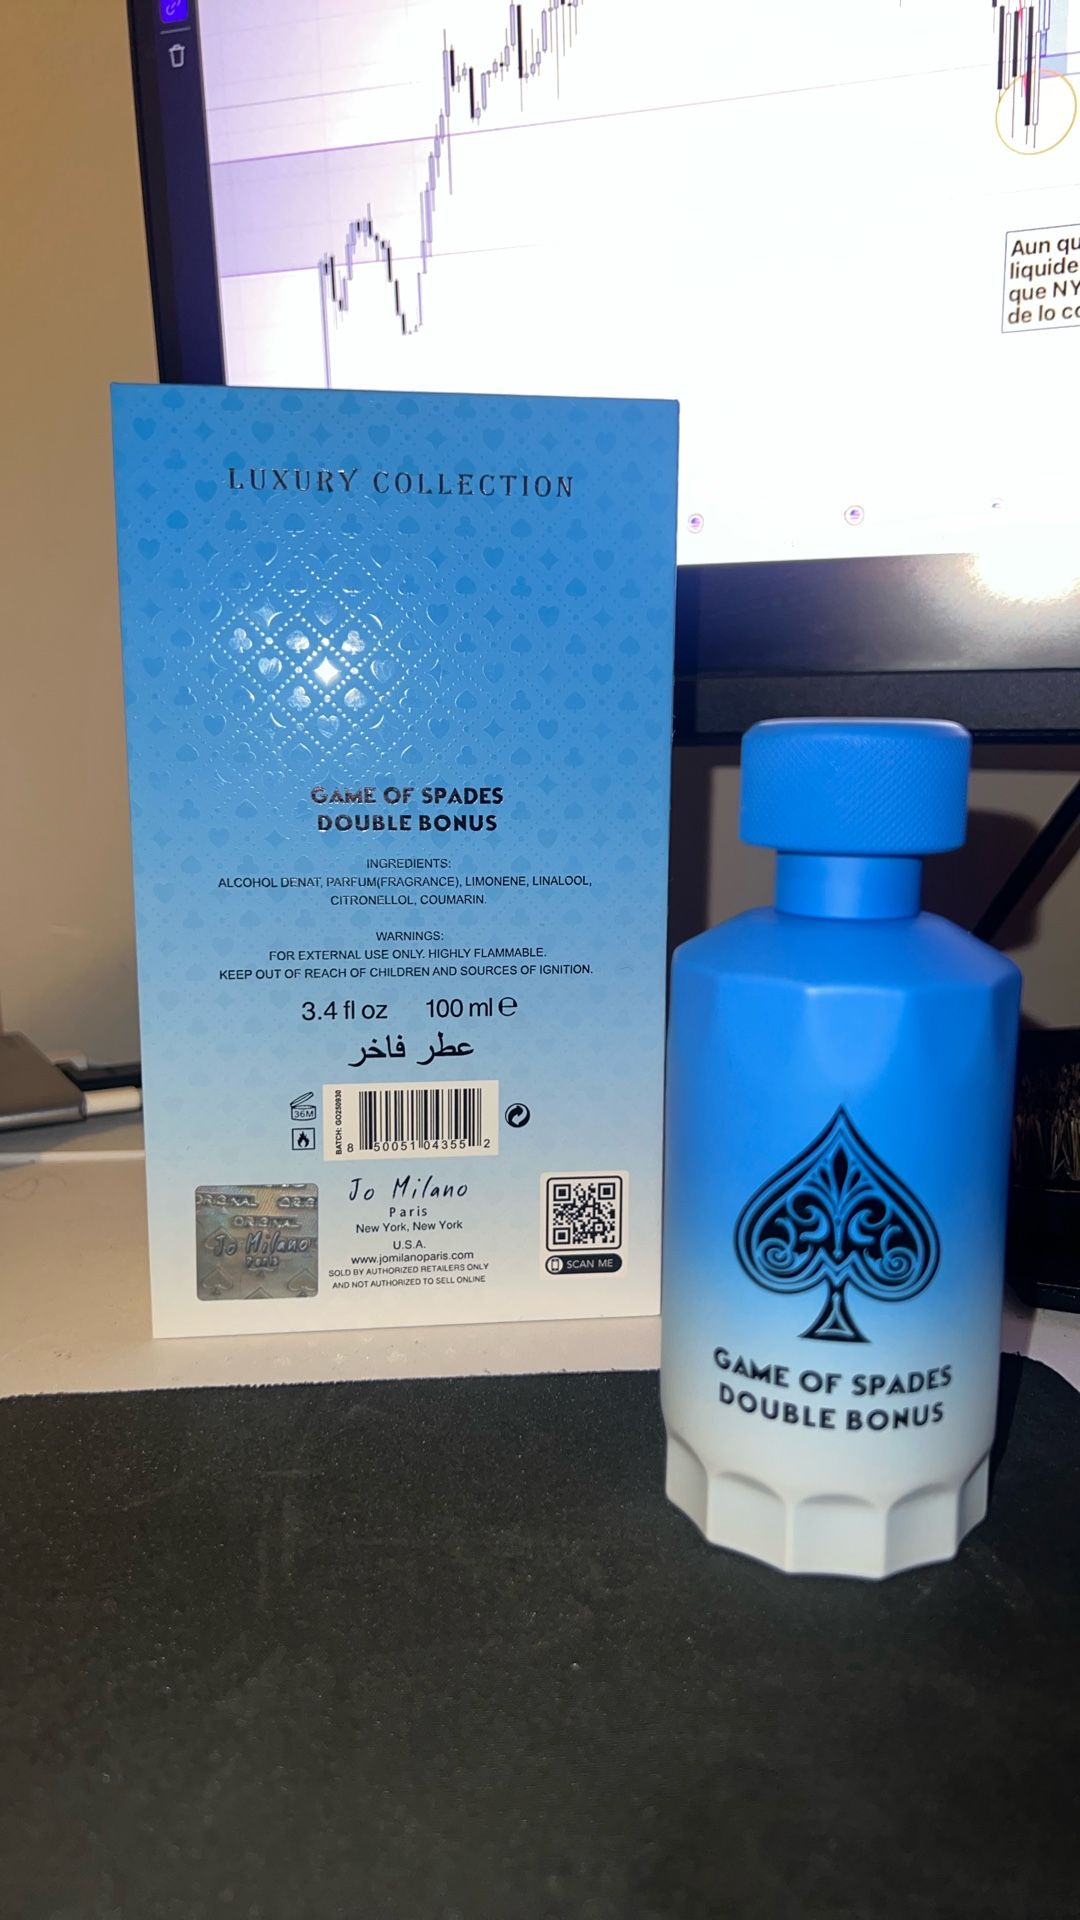 Aun qu
liquide
que NY
de lo co
LUXURY COLLECTION
GAME OF SPADES
DOUBLE BONUS
INGREDIENTS:
ALCOHOL DENAT, PARFUM(FRAGRANCE), LIMONENE, LINALOOL,
CITRONELLOL, COUMARIN.
WARNINGS:
FOR EXTERNAL USE ONLY. HIGHLY FLAMMABLE.
KEEP OUT OF REACH OF CHILDREN AND SOURCES OF IGNITION.
3.4 fl oz 100 ml e
عطر فاخر
36M
BATCH: GO250930
8 50051 04355 2
ORIGINAL
ORIGINAL
Jo Milano
PARIS
Jo Milano
Paris
New York, New York
U.S.A.
www.jomilanoparis.com
SOLD BY AUTHORIZED RETAILERS ONLY
AND NOT AUTHORIZED TO SELL ONLINE
SCAN ME
GAME OF SPADES
DOUBLE BONUS